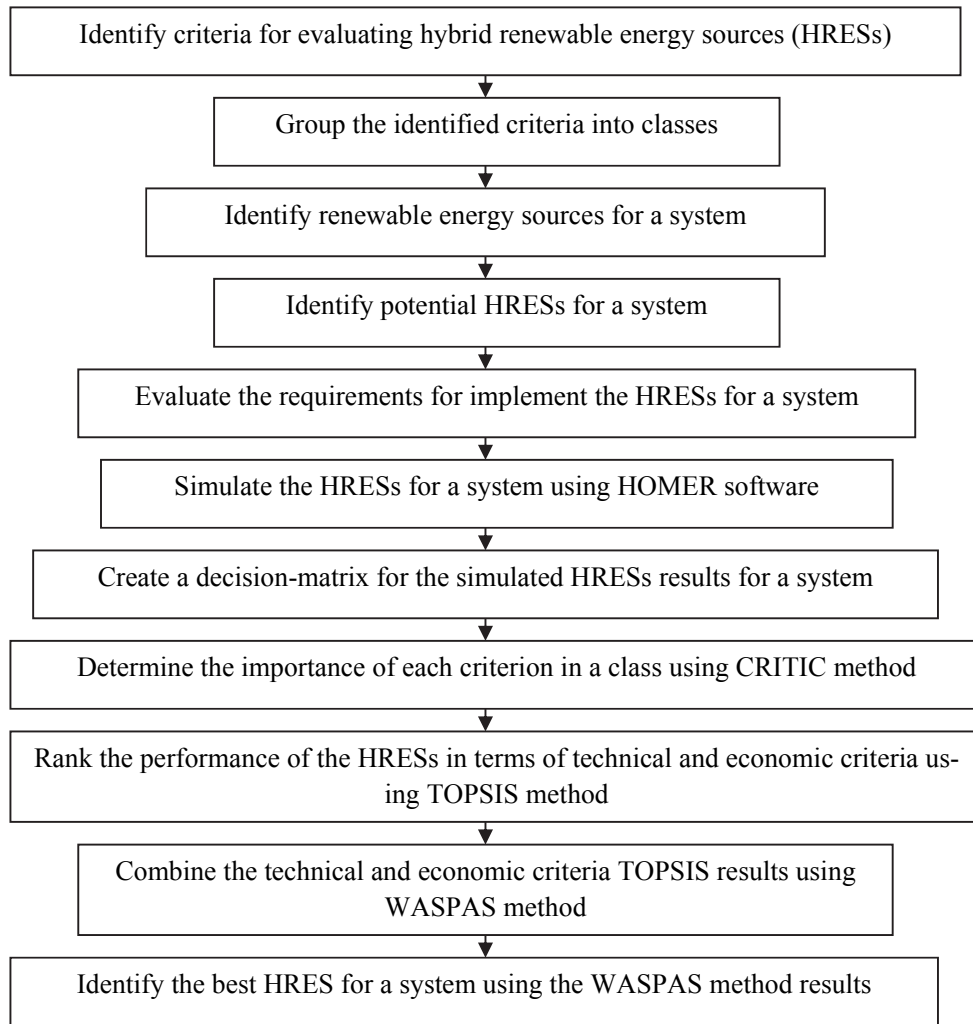 Identify criteria for evaluating hybrid renewable energy sources (HRESs)
Group the identified criteria into classes
Identify renewable energy sources for a system
Identify potential HRESs for a system
Evaluate the requirements for implement the HRESs for a system
Simulate the HRESs for a system using HOMER software
Create a decision-matrix for the simulated HRESs results for a system
Determine the importance of each criterion in a class using CRITIC method
Rank the performance of the HRESs in terms of technical and economic criteria us-
ing TOPSIS method
Combine the technical and economic criteria TOPSIS results using
WASPAS method
Identify the best HRES for a system using the WASPAS method results